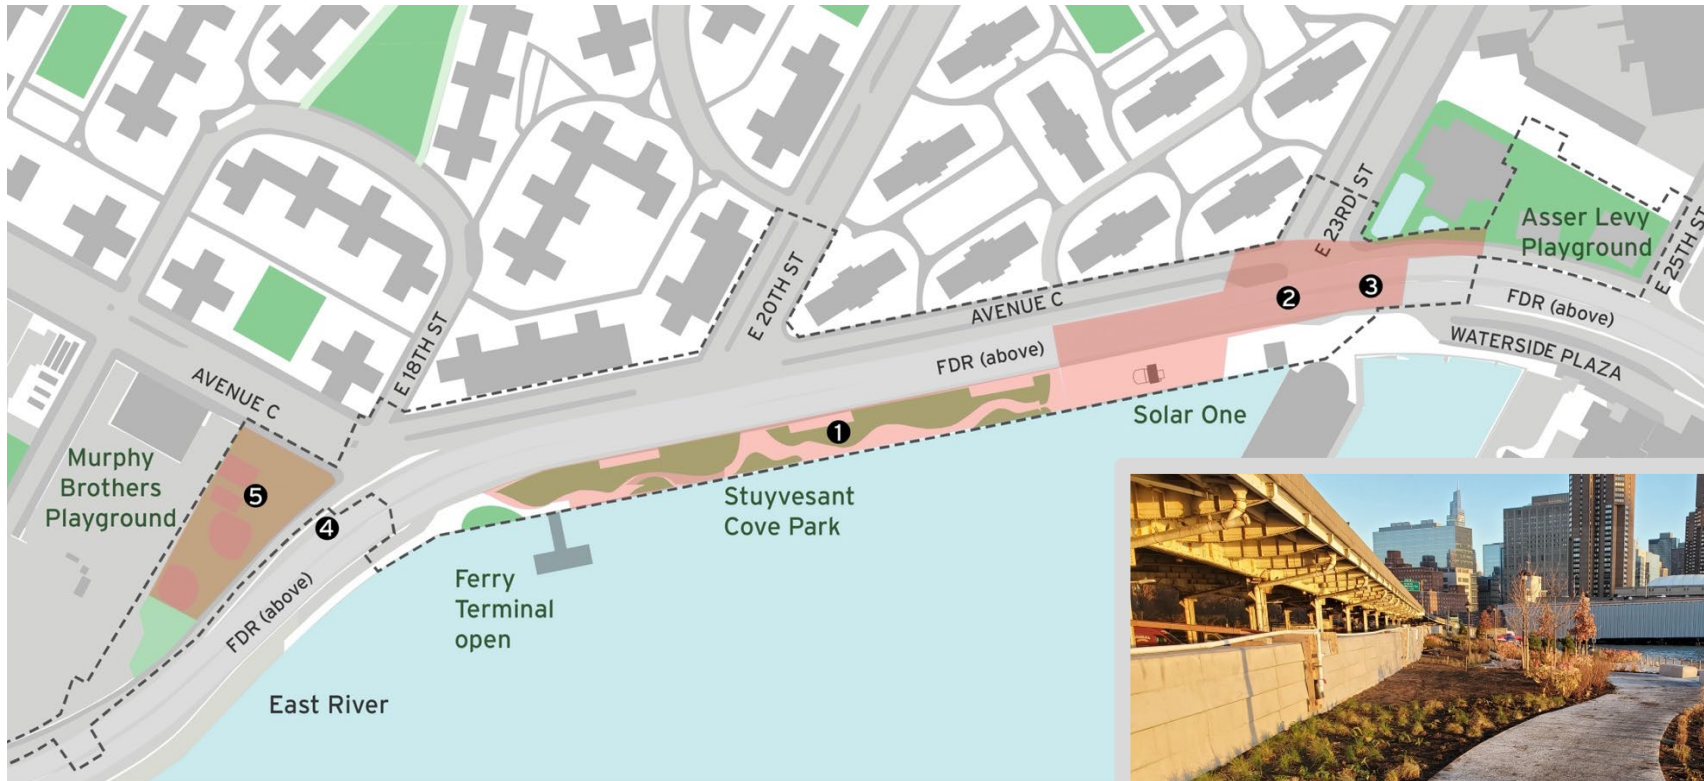 E 23RD ST
Asser Levy
Playground
E 25TH ST
E 20TH ST
AVENUE C
2
3
FDR (above)
FDR (above)
WATERSIDE PLAZA
E 18TH ST
AVENUE C
Solar One
1
Murphy
Brothers
Playground
5
4
Stuyvesant
Cove Park
FDR (above)
Ferry
Terminal
open
East River